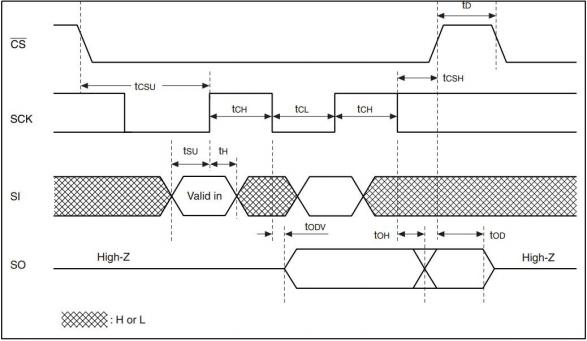 tD
CS
tCSU
tCSH
SCK
tCH
tCL
tCH
tSU
tH
SI
Valid in
tODV
tOH
tOD
SO
High-Z
High-Z
: H or L